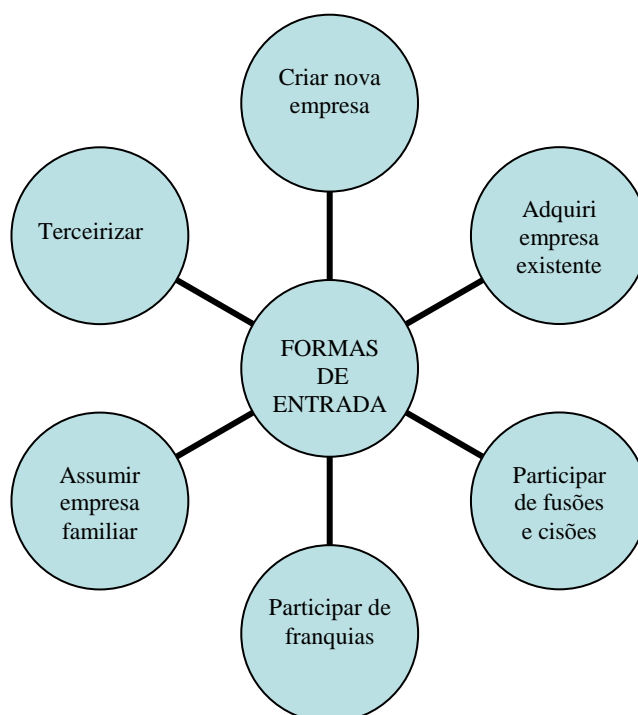 Criar nova
empresa
Terceirizar
Adquiri
empresa
existente
FORMAS
DE
ENTRADA
Assumir
empresa
familiar
Participar
de fusões
e cisões
Participar de
franquias